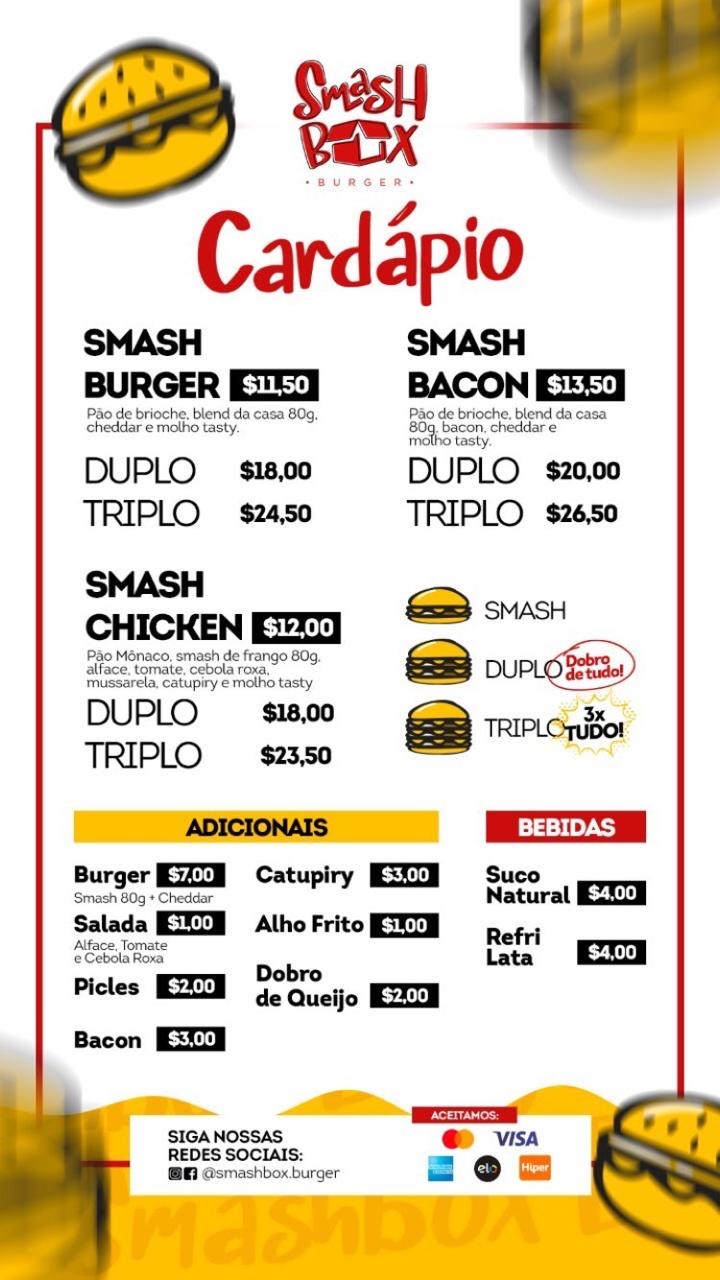 SmasH
BOX
• BURGER •
Cardápio
SMASH
BURGER $11,50
Pão de brioche, blend da casa 80g,
cheddar e molho tasty.
DUPLO $18,00
TRIPLO $24,50
SMASH
BACON $13,50
Pão de brioche, blend da casa
80g, bacon, cheddar e
molho tasty.
DUPLO $20,00
TRIPLO $26,50
SMASH
CHICKEN $12,00
Pão Mônaco, smash de frango 80g,
alface, tomate, cebola roxa,
mussarela, catupiry e molho tasty
DUPLO $18,00
TRIPLO $23,50
SMASH
DUPLO Dobro
de tudo!
TRIPLO 3x
TUDO!
ADICIONAIS
Burger $7,00
Smash 80g + Cheddar
Salada $1,00
Alface, Tomate
e Cebola Roxa
Picles $2,00
Bacon $3,00
Catupiry $3,00
Alho Frito $1,00
Dobro
de Queijo $2,00
BEBIDAS
Suco
Natural $4,00
Refri
Lata $4,00
SIGA NOSSAS
REDES SOCIAIS:
@smashbox.burger
ACEITAMOS:
VISA
elo
Hiper
smashbox B